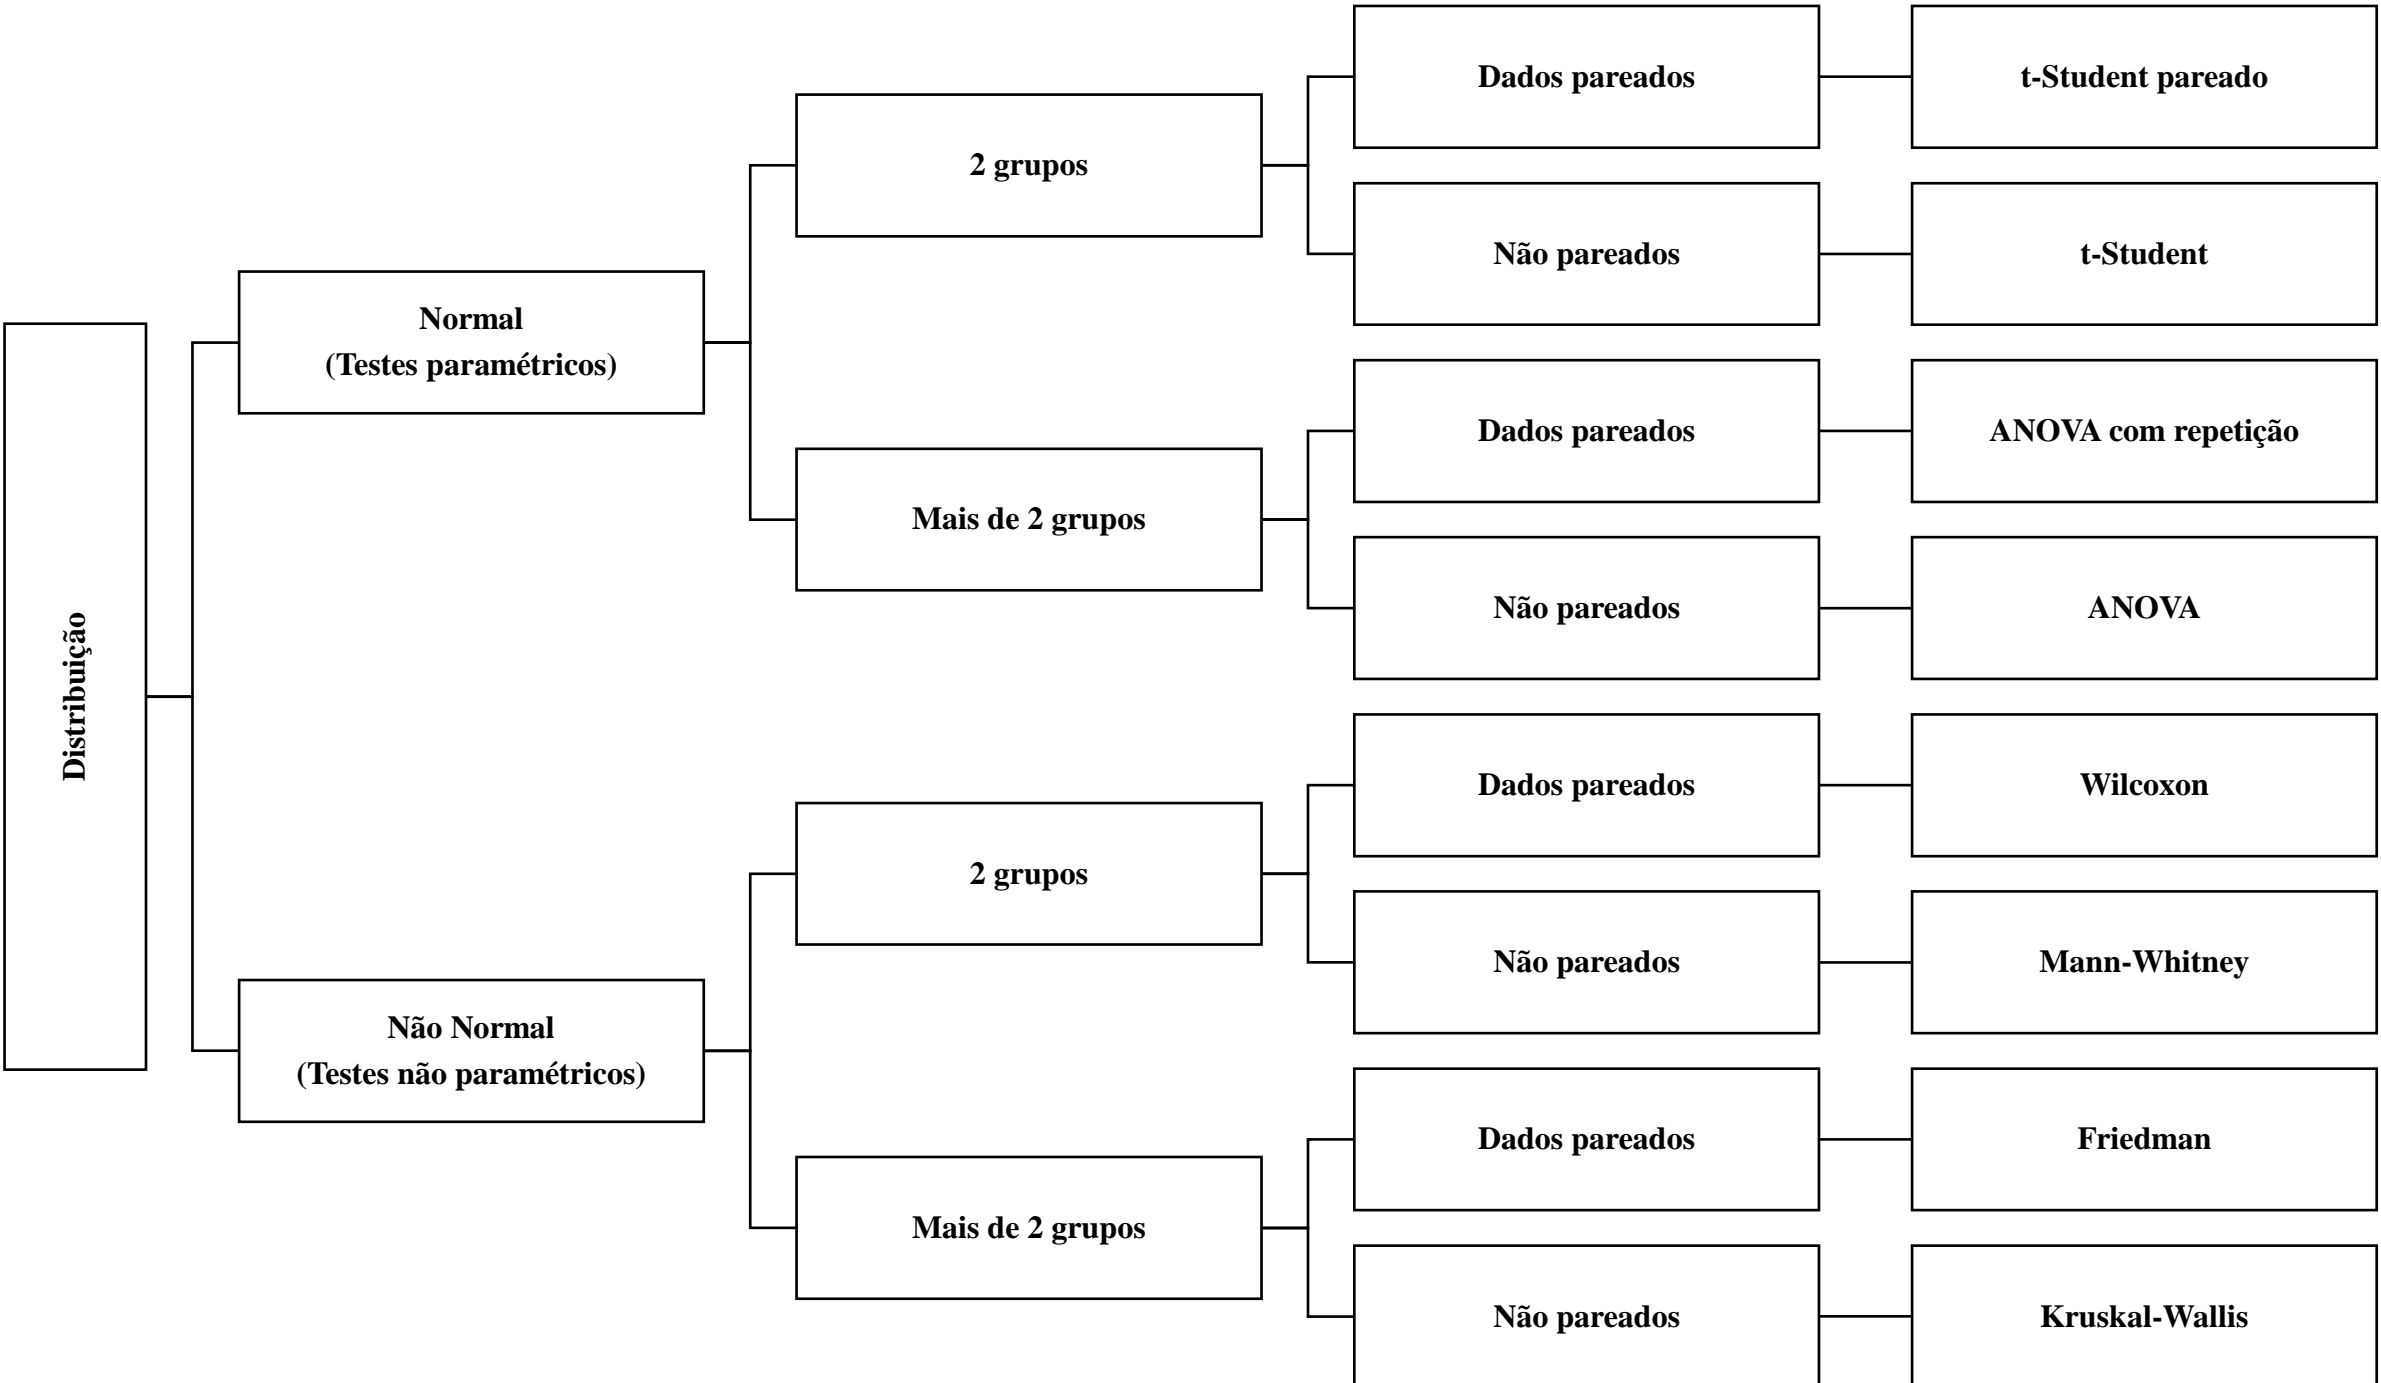 Distribuição
Normal
(Testes paramétricos)
2 grupos
Dados pareados
t-Student pareado
Não pareados
t-Student
Mais de 2 grupos
Dados pareados
ANOVA com repetição
Não pareados
ANOVA
Não Normal
(Testes não paramétricos)
2 grupos
Dados pareados
Wilcoxon
Não pareados
Mann-Whitney
Mais de 2 grupos
Dados pareados
Friedman
Não pareados
Kruskal-Wallis